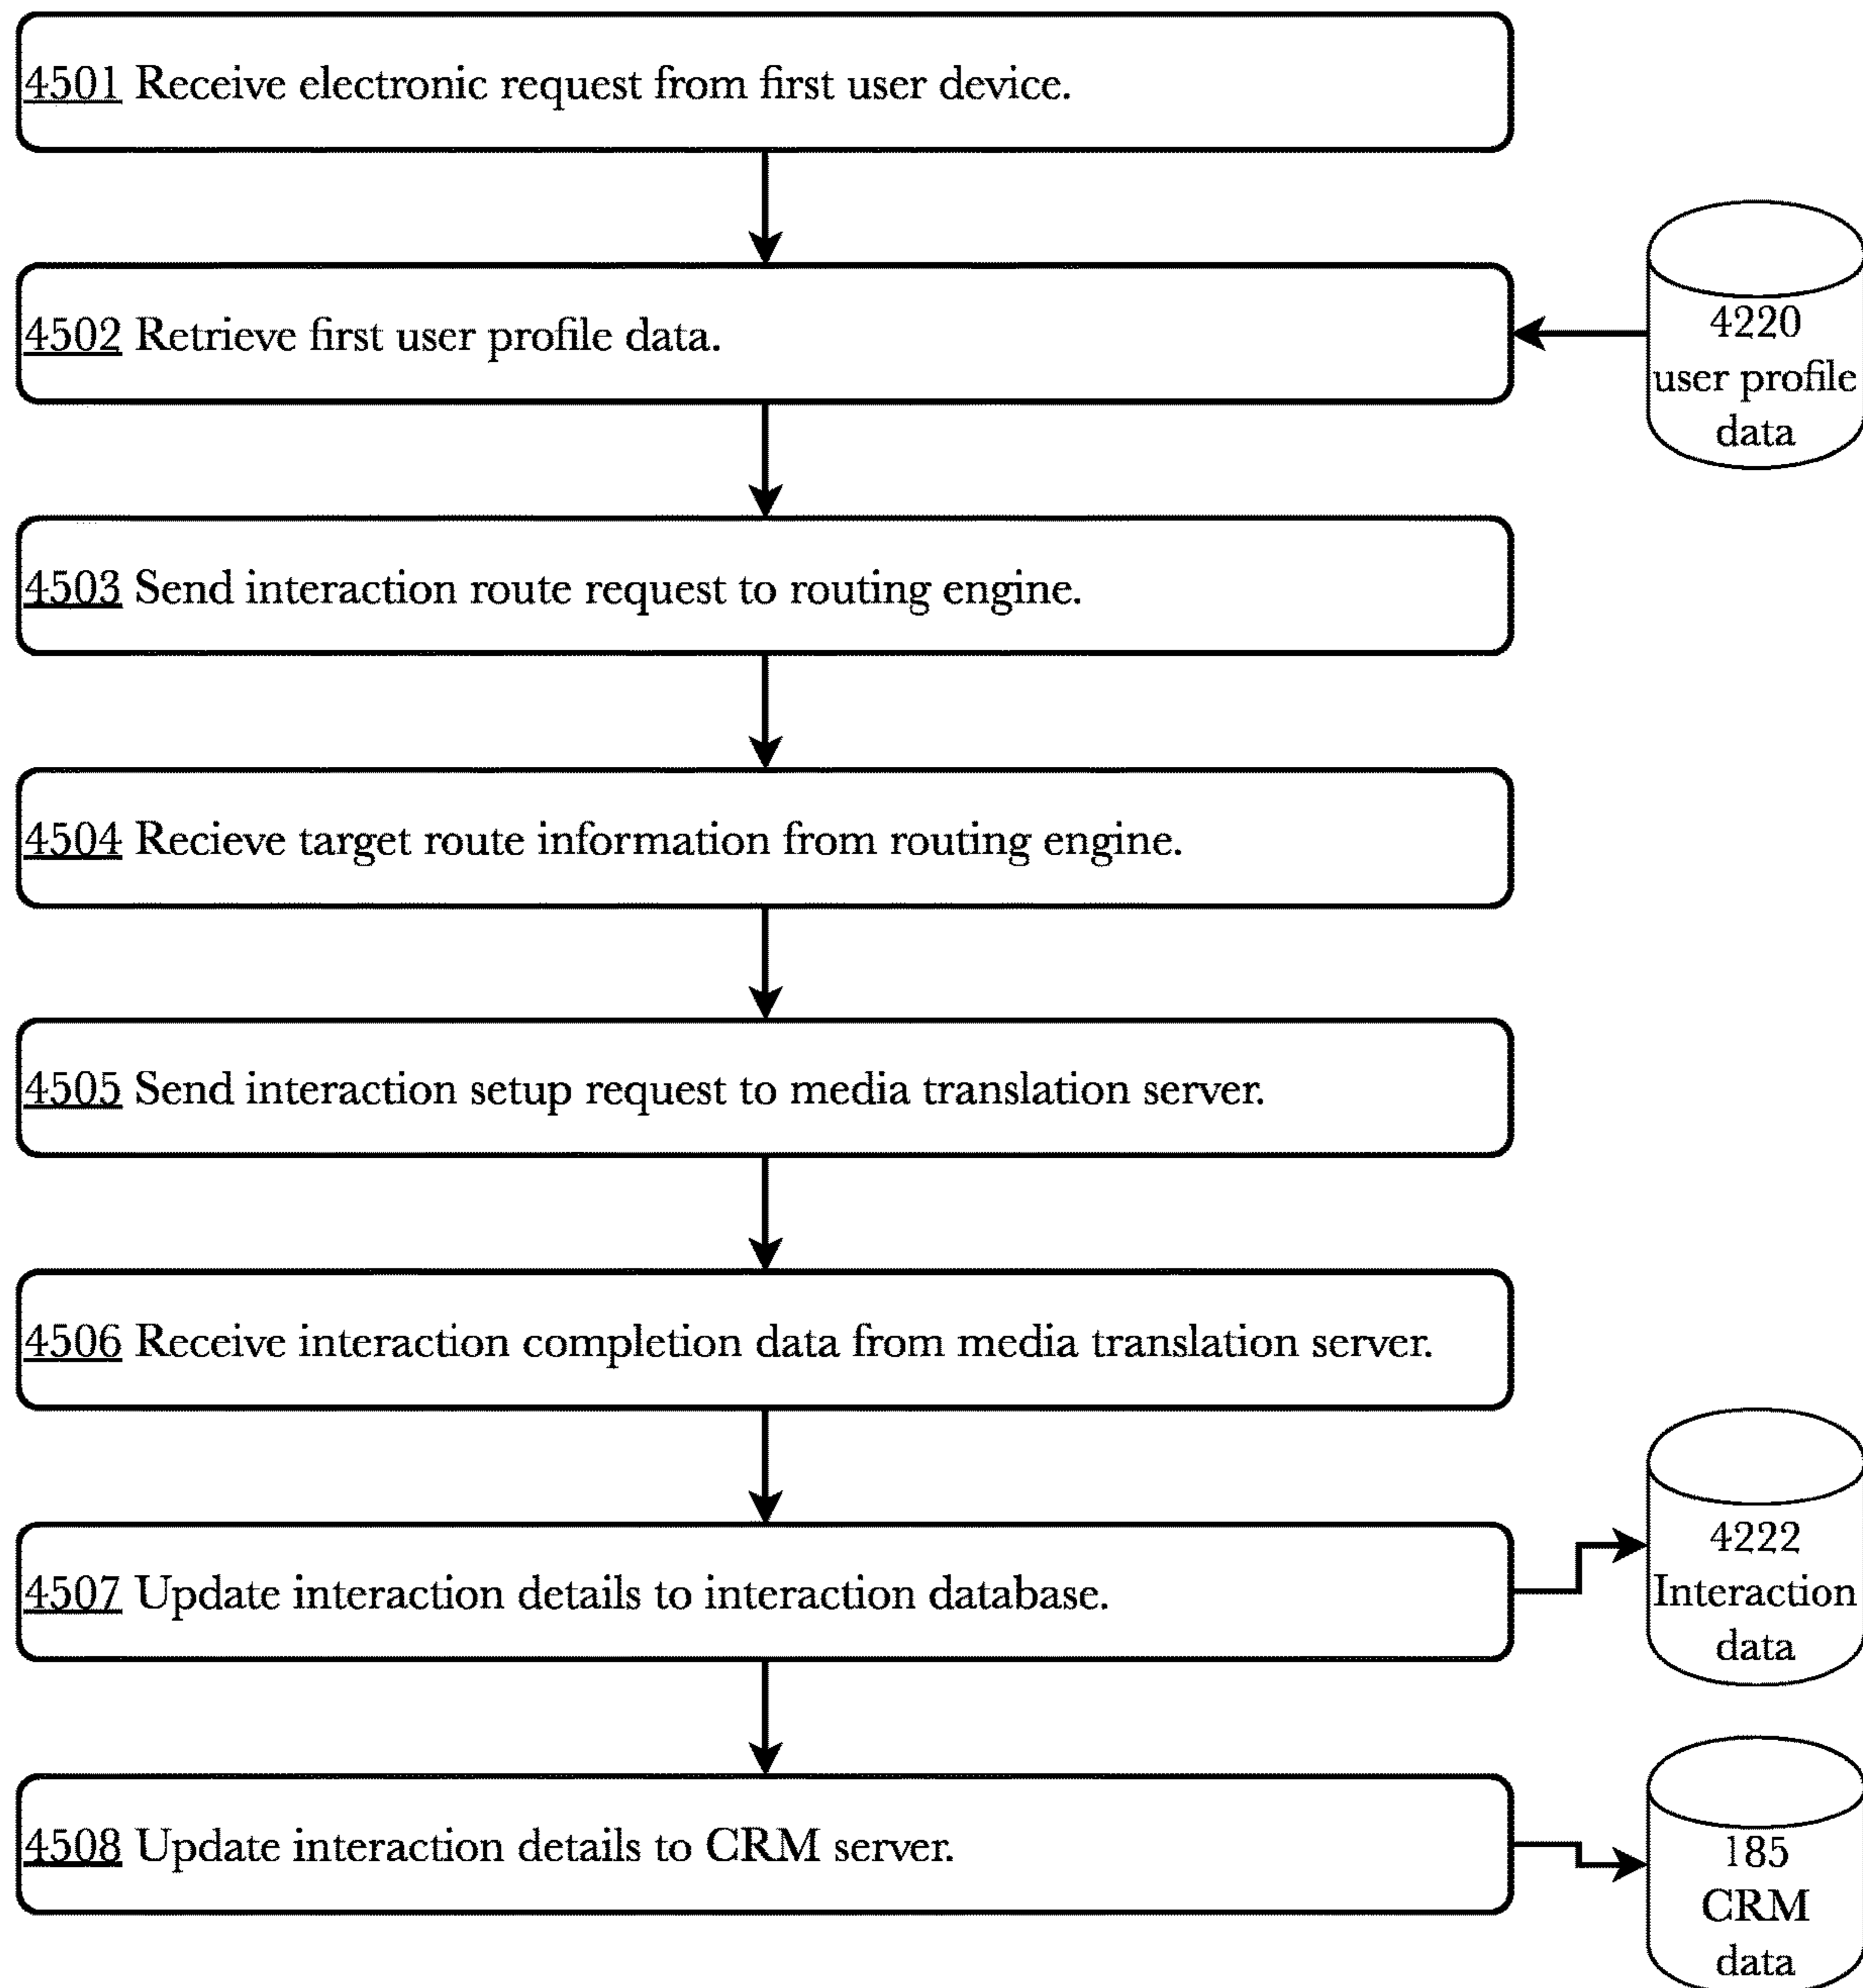 4501 Receive electronic request from first user device.
4502 Retrieve first user profile data.
4220
user profile
data
4503 Send interaction route request to routing engine.
4504 Recieve target route information from routing engine.
4505 Send interaction setup request to media translation server.
4506 Receive interaction completion data from media translation server.
4507 Update interaction details to interaction database.
4222
Interaction
data
4508 Update interaction details to CRM server.
185
CRM
data